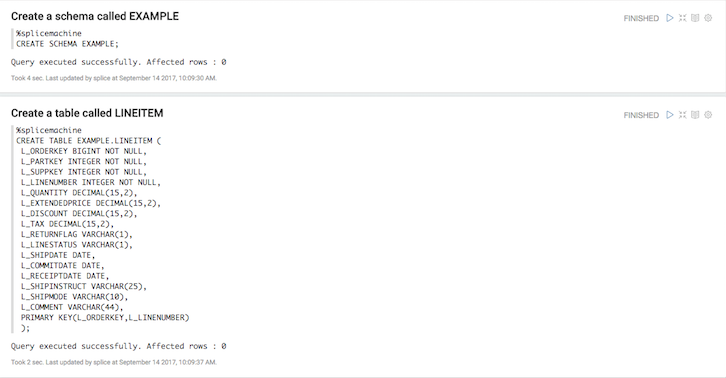 Create a schema called EXAMPLE
FINISHED
%splicemachine
CREATE SCHEMA EXAMPLE;
Query executed successfully. Affected rows : 0
Took 4 sec. Last updated by splice at September 14 2017, 10:09:30 AM.
Create a table called LINEITEM
FINISHED
%splicemachine
CREATE TABLE EXAMPLE.LINEITEM (
L_ORDERKEY BIGINT NOT NULL,
L_PARTKEY INTEGER NOT NULL,
L_SUPPKEY INTEGER NOT NULL,
L_LINENUMBER INTEGER NOT NULL,
L_QUANTITY DECIMAL(15,2),
L_EXTENDEDPRICE DECIMAL(15,2),
L_DISCOUNT DECIMAL(15,2),
L_TAX DECIMAL(15,2),
L_RETURNFLAG VARCHAR(1),
L_LINESTATUS VARCHAR(1),
L_SHIPDATE DATE,
L_COMMITDATE DATE,
L_RECEIPTDATE DATE,
L_SHIPINSTRUCT VARCHAR(25),
L_SHIPMODE VARCHAR(10),
L_COMMENT VARCHAR(44),
PRIMARY KEY(L_ORDERKEY,L_LINENUMBER)
);
Query executed successfully. Affected rows : 0
Took 2 sec. Last updated by splice at September 14 2017, 10:09:37 AM.